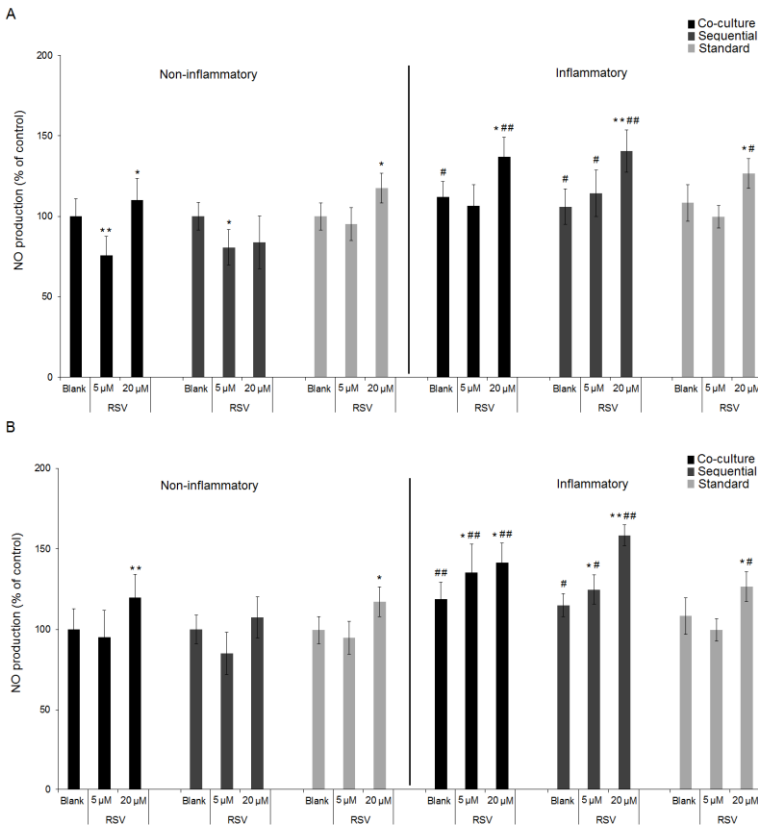 A
Co-culture
Sequential
Standard
200
Non-inflammatory
Inflammatory
**##
*##
150
*
*
#
#
#
*#
NO production (% of control)
100
**
*
50
0
Blank 5 µM 20 µM Blank 5 µM 20 µM Blank 5 µM 20 µM Blank 5 µM 20 µM Blank 5 µM 20 µM Blank 5 µM 20 µM
RSV RSV RSV RSV RSV RSV
B
Co-culture
Sequential
Standard
200
Non-inflammatory
Inflammatory
**##
*##
*##
150
**
*
##
#
*#
*#
NO production (% of control)
100
50
0
Blank 5 µM 20 µM Blank 5 µM 20 µM Blank 5 µM 20 µM Blank 5 µM 20 µM Blank 5 µM 20 µM Blank 5 µM 20 µM
RSV RSV RSV RSV RSV RSV